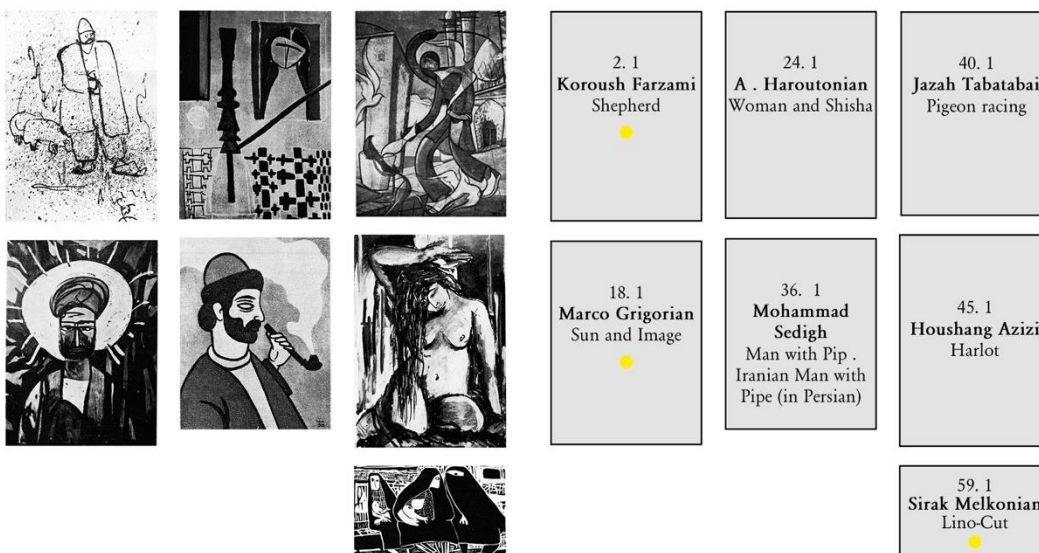 2. 1
Koroush Farzami
Shepherd
24. 1
A . Haroutonian
Woman and Shisha
40. 1
Jazah Tabatabai
Pigeon racing
18. 1
Marco Grigorian
Sun and Image
36. 1
Mohammad
Sedigh
Man with Pip .
Iranian Man with
Pipe (in Persian)
45. 1
Houshang Azizi
Harlot
59. 1
Sirak Melkonian
Lino-Cut